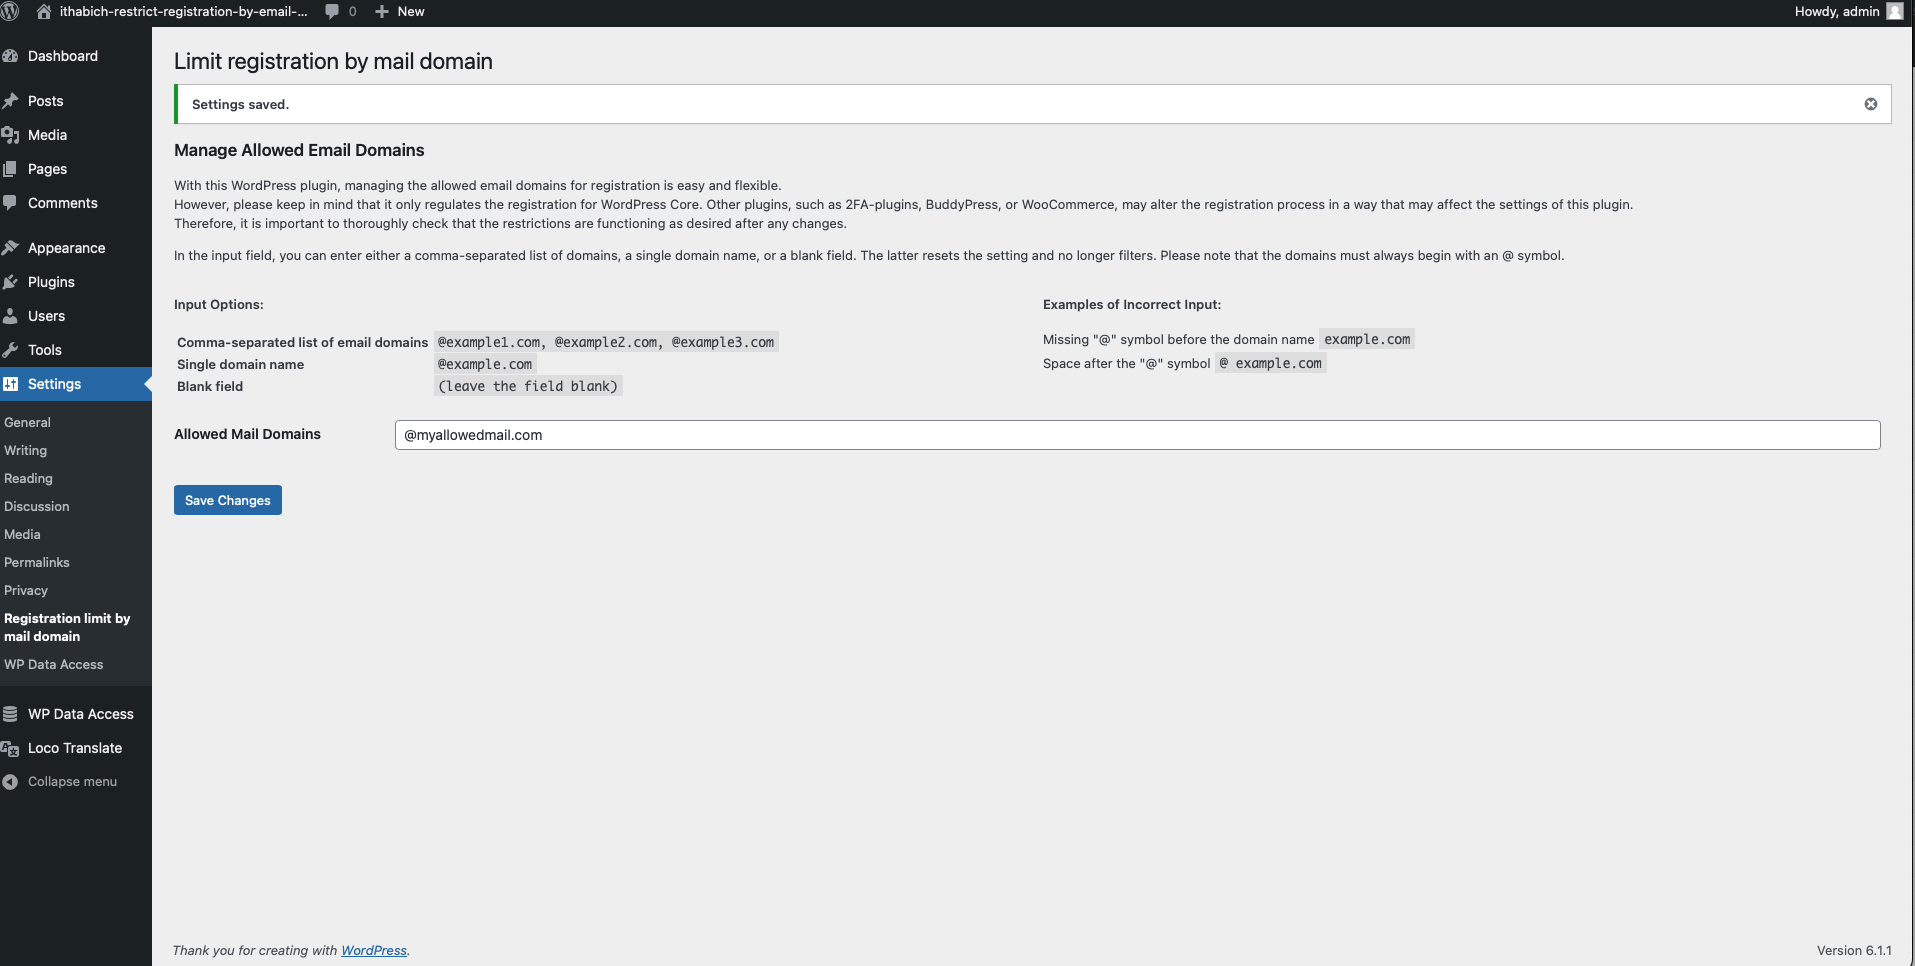 ithabich-restrict-registration-by-email-...
0
New
Howdy, admin
Dashboard
Posts
Media
Pages
Comments
Appearance
Plugins
Users
Tools
Settings
General
Writing
Reading
Discussion
Media
Permalinks
Privacy
Registration limit by
mail domain
WP Data Access
WP Data Access
Loco Translate
Collapse menu
Limit registration by mail domain
Settings saved.
Manage Allowed Email Domains
With this WordPress plugin, managing the allowed email domains for registration is easy and flexible.
However, please keep in mind that it only regulates the registration for WordPress Core. Other plugins, such as 2FA-plugins, BuddyPress, or WooCommerce, may alter the registration process in a way that may affect the settings of this plugin.
Therefore, it is important to thoroughly check that the restrictions are functioning as desired after any changes.
In the input field, you can enter either a comma-separated list of domains, a single domain name, or a blank field. The latter resets the setting and no longer filters. Please note that the domains must always begin with an @ symbol.
Input Options:
Comma-separated list of email domains @example1.com, @example2.com, @example3.com
Single domain name @example.com
Blank field (leave the field blank)
Examples of Incorrect Input:
Missing "@" symbol before the domain name example.com
Space after the "@" symbol @ example.com
Allowed Mail Domains @myallowedmail.com
Save Changes
Thank you for creating with WordPress.
Version 6.1.1